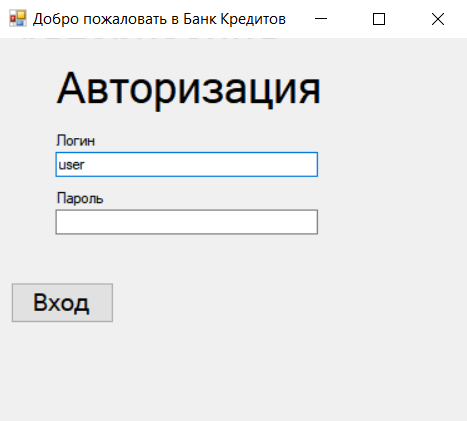 Добро пожаловать в Банк Кредитов
Авторизация
Логин
user
Пароль
Вход